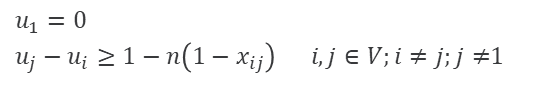 u₁ = 0
uⱼ − uᵢ ≥ 1 − n(1 − xᵢⱼ) i, j ∈ V; i ≠ j; j ≠1